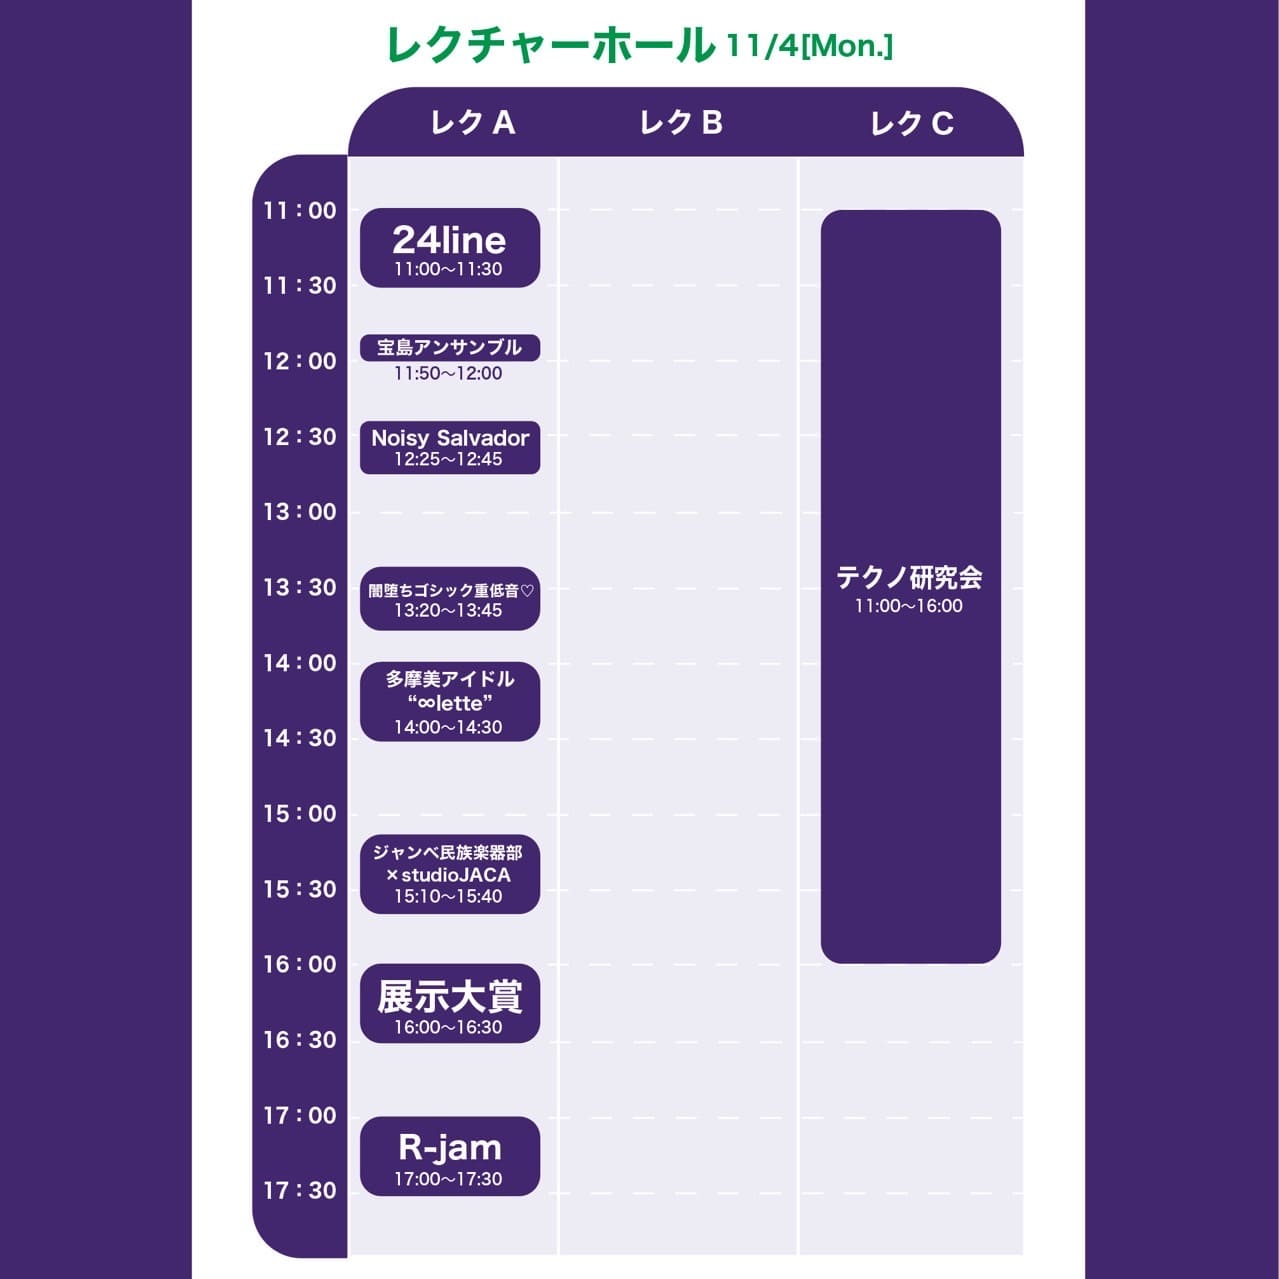 レクチャーホール 11/4[Mon.]
レク A
レク B
レク C
11：00
11：30
12：00
12：30
13：00
13：30
14：00
14：30
15：00
15：30
16：00
16：30
17：00
17：30
24line
11:00〜11:30
宝島アンサンブル
11:50〜12:00
Noisy Salvador
12:25〜12:45
闇堕ちゴシック重低音♡
13:20〜13:45
多摩美アイドル
“∞lette”
14:00〜14:30
ジャンベ民族楽器部
×studioJACA
15:10〜15:40
展示大賞
16:00〜16:30
R-jam
17:00〜17:30
テクノ研究会
11:00〜16:00